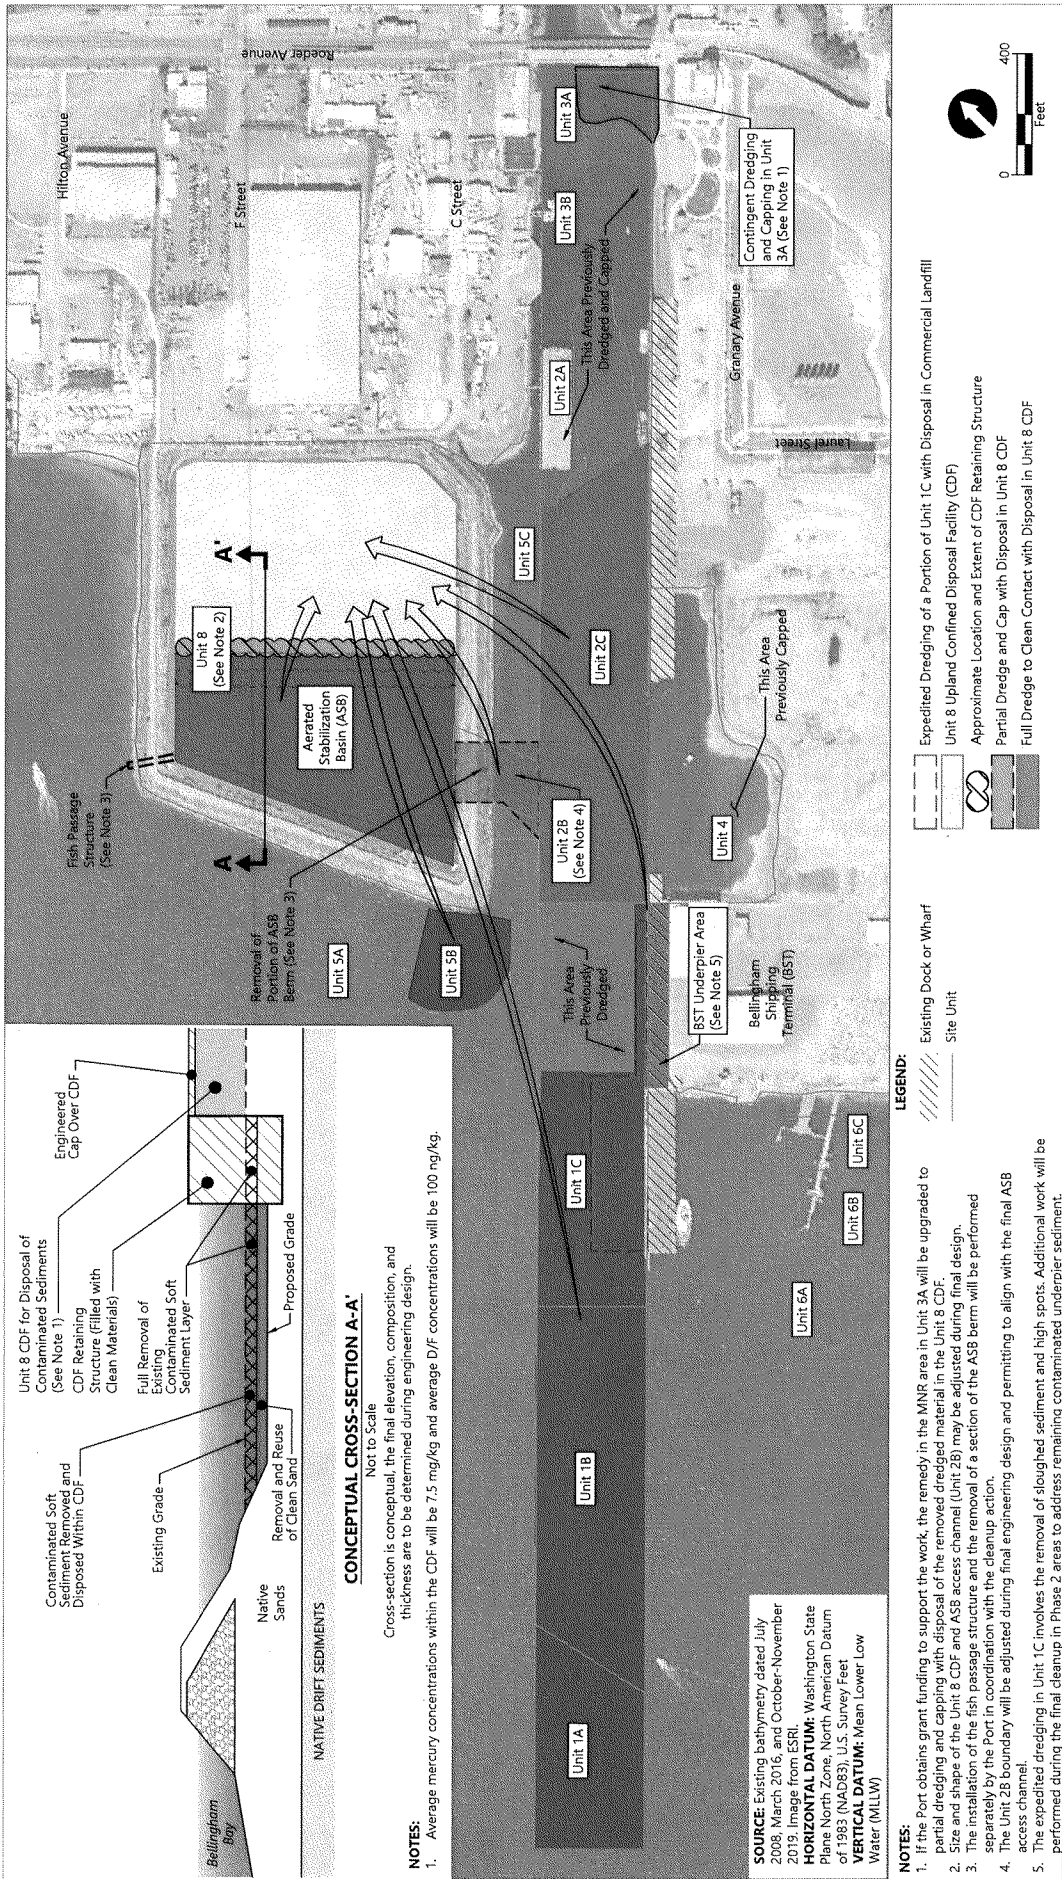 Unit 8 CDF for Disposal of
Contaminated Sediments
(See Note 1)
CDF Retaining
Structure (Filled with
Clean Materials)
Full Removal of
Existing
Contaminated Soft
Sediment Layer
Engineered
Cap Over CDF
Contaminated Soft
Sediment Removed and
Disposed Within CDF
Existing Grade
Removal and Reuse
of Clean Sand
Proposed Grade
Native
Sands
Bellingham
Bay
NATIVE DRIFT SEDIMENTS
CONCEPTUAL CROSS-SECTION A-A'
Not to Scale
Cross-section is conceptual, the final elevation, composition, and
thickness are to be determined during engineering design.
NOTES:
1. Average mercury concentrations within the CDF will be 7.5 mg/kg and average D/F concentrations will be 100 ng/kg.
Hilton Avenue
F Street
C Street
Roeder Avenue
Fish Passage
Structure
(See Note 3)
A
A'
Unit 8
(See Note 2)
Aerated
Stabilization
Basin (ASB)
Removal of
Portion of ASB
Berm (See Note 3)
Unit 5A
Unit 5B
Unit 5C
Unit 2B
(See Note 4)
This Area
Previously
Dredged
Unit 2C
Unit 2A
This Area Previously
Dredged and Capped
Unit 3B
Unit 3A
Contingent Dredging
and Capping in Unit
3A (See Note 1)
Granary Avenue
Laurel Street
Unit 4
This Area
Previously Capped
BST Underpier Area
(See Note 5)
Bellingham
Shipping
Terminal (BST)
Unit 1C
Unit 1B
Unit 1A
Unit 6A
Unit 6B
Unit 6C
SOURCE: Existing bathymetry dated July
2008, March 2016, and October-November
2019. Image from ESRI.
HORIZONTAL DATUM: Washington State
Plane North Zone, North American Datum
of 1983 (NAD83), U.S. Survey Feet
VERTICAL DATUM: Mean Lower Low
Water (MLLW)
LEGEND:
Existing Dock or Wharf
Site Unit
Expedited Dredging of a Portion of Unit 1C with Disposal in Commercial Landfill
Unit 8 Upland Confined Disposal Facility (CDF)
Approximate Location and Extent of CDF Retaining Structure
Partial Dredge and Cap with Disposal in Unit 8 CDF
Full Dredge to Clean Contact with Disposal in Unit 8 CDF
0 400
Feet
NOTES:
1. If the Port obtains grant funding to support the work, the remedy in the MNR area in Unit 3A will be upgraded to
partial dredging and capping with disposal of the removed dredged material in the Unit 8 CDF.
2. Size and shape of the Unit 8 CDF and ASB access channel (Unit 2B) may be adjusted during final design.
3. The installation of the fish passage structure and the removal of a section of the ASB berm will be performed
separately by the Port in coordination with the cleanup action.
4. The Unit 2B boundary will be adjusted during final engineering design and permitting to align with the final ASB
access channel.
5. The expedited dredging in Unit 1C involves the removal of sloughed sediment and high spots. Additional work will be
performed during the final cleanup in Phase 2 areas to address remaining contaminated underpier sediment.